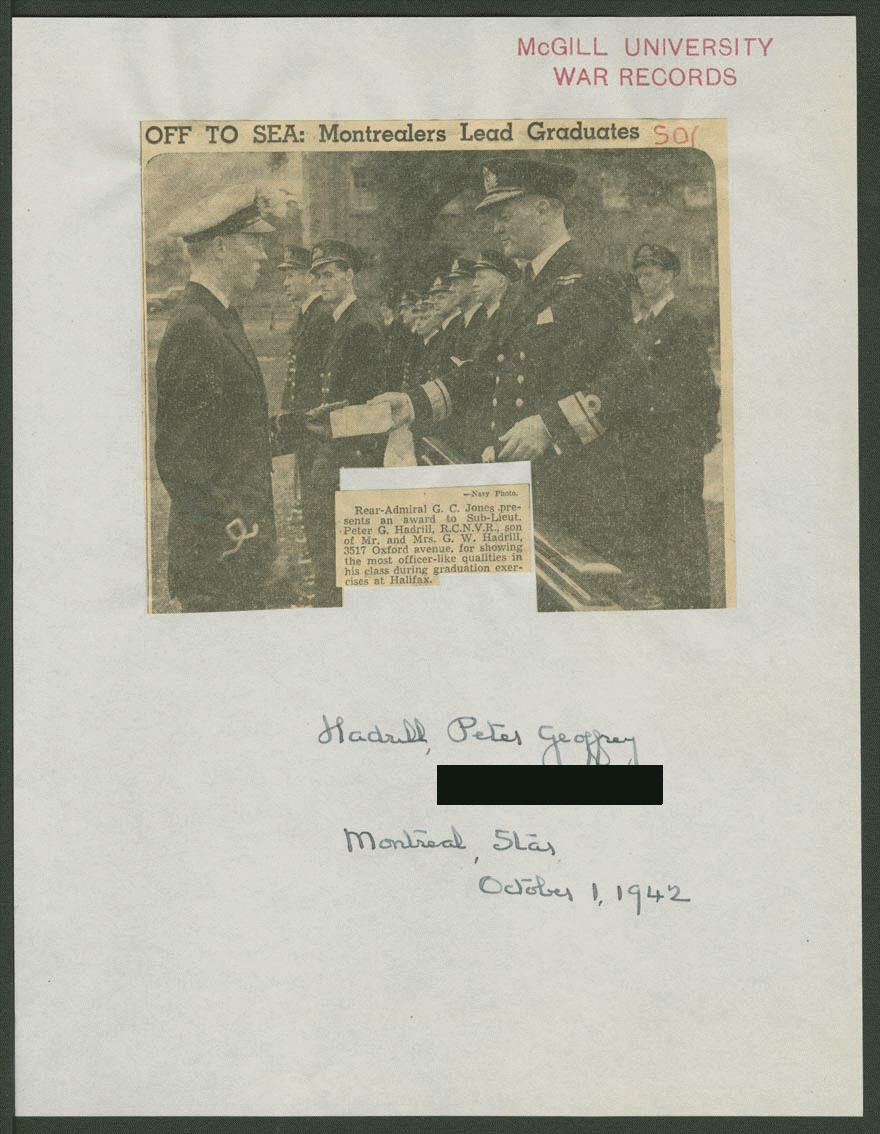 McGILL UNIVERSITY
WAR RECORDS
OFF TO SEA: Montrealers Lead Graduates
SO(
—Navy Photo.
Rear-Admiral G. C. Jones pre-
sents an award to Sub-Lieut.
Peter G. Hadrill, R.C.N.V.R., son
of Mr. and Mrs. G. W. Hadrill,
3517 Oxford avenue, for showing
the most officer-like qualities in
his class during graduation exer-
cises at Halifax.
Hadrill, Peter Geoffrey
Montreal, Star
October 1, 1942